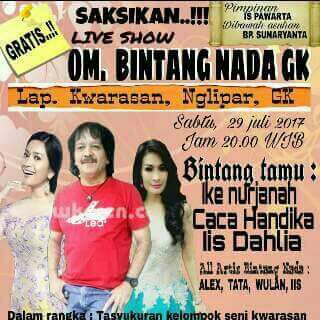 SAKSIKAN..!!!
GRATIS...!
LIVE SHOW
Pimpinan
IS PAWARTA
Dibawah asuhan
BR SUNARYANTA
OM. BINTANG NADA GK
Lap. Kwarasan, Nglipar, GK
Sabtu, 29 juli 2017
Jam 20.00 WIB
Bintang tamu :
Ike nurjanah
Caca Handika
Iis Dahlia
All Artis Bintang Nada :
ALEX, TATA, WULAN, IIS
Dalam rangka : Tasyukuran kelompok seni kwarasan